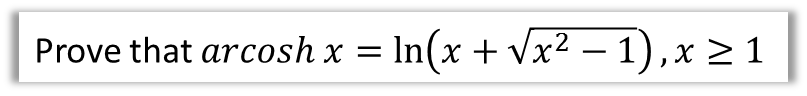 Prove that arcosh x = ln(x + √x² − 1), x ≥ 1